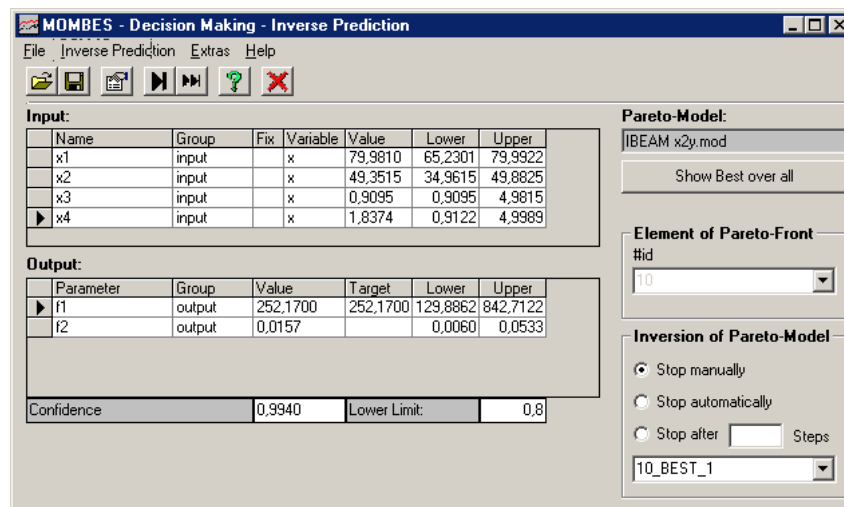 MOMBES - Decision Making - Inverse Prediction
File Inverse Prediction Extras Help
Input:
Name Group Fix Variable Value Lower Upper
x1 input x 79,9810 65,2301 79,9922
x2 input x 49,3515 34,9615 49,8825
x3 input x 0,9095 0,9095 4,9815
x4 input x 1,8374 0,9122 4,9989
Output:
Parameter Group Value Target Lower Upper
f1 output 252,1700 252,1700 129,8862 842,7122
f2 output 0,0157 0,0060 0,0533
Confidence 0,9940 Lower Limit: 0,8
Pareto-Model:
IBEAM x2y.mod
Show Best over all
Element of Pareto-Front
#id
10
Inversion of Pareto-Model
Stop manually
Stop automatically
Stop after Steps
10_BEST_1